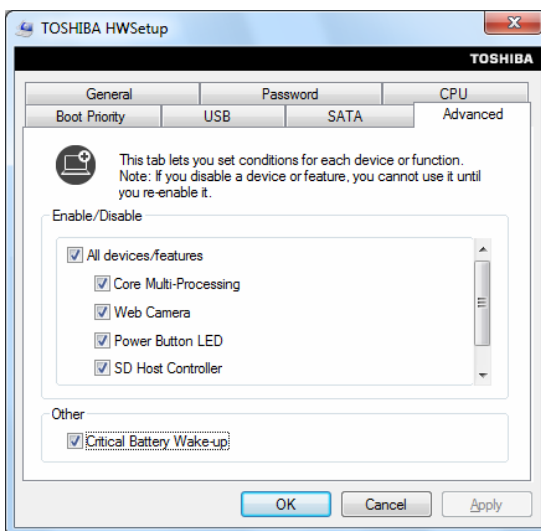 TOSHIBA HWSetup
TOSHIBA
General
Password
CPU
Boot Priority
USB
SATA
Advanced
This tab lets you set conditions for each device or function.
Note: If you disable a device or feature, you cannot use it until
you re-enable it.
Enable/Disable
All devices/features
Core Multi-Processing
Web Camera
Power Button LED
SD Host Controller
Other
Critical Battery Wake-up
OK
Cancel
Apply